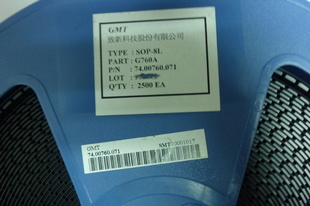 GMT
致新科技股份有限公司
TYPE : SOP-8L
PART : G760A
P/N : 74.00760.071
LOT :
Q'TY : 2500 EA
GMT
74.00760.071